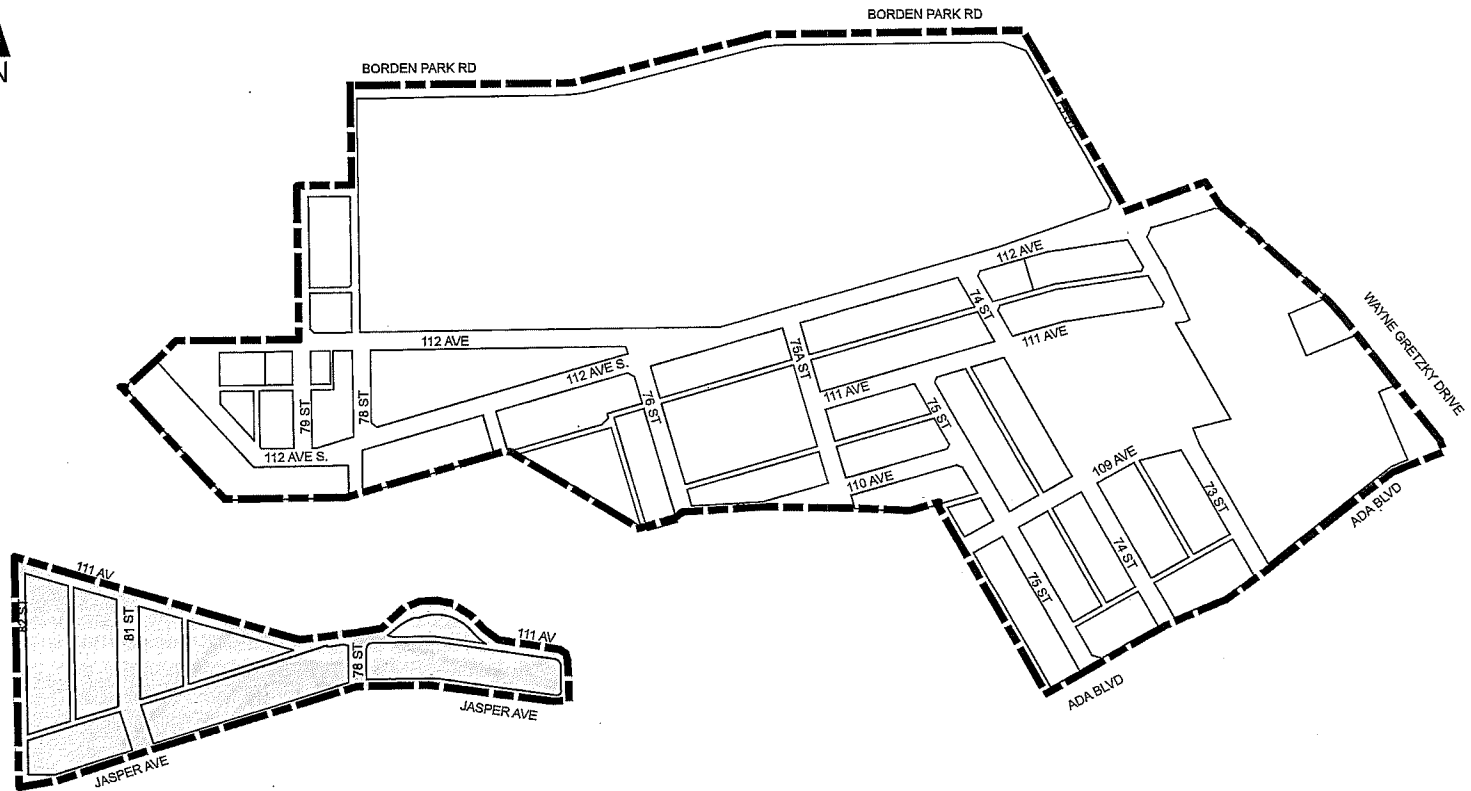 BORDEN PARK RD
BORDEN PARK RD
N
112 AVE
74 ST
111 AVE
WAYNE GRETZKY DRIVE
112 AVE
75A ST
112 AVE S.
111 AVE
76 ST
75 ST
78 ST
79 ST
112 AVE S.
109 AVE
110 AVE
73 ST
ADA BLVD
74 ST
75 ST
ADA BLVD
111 AV
82 ST
81 ST
111 AV
78 ST
JASPER AVE
JASPER AVE